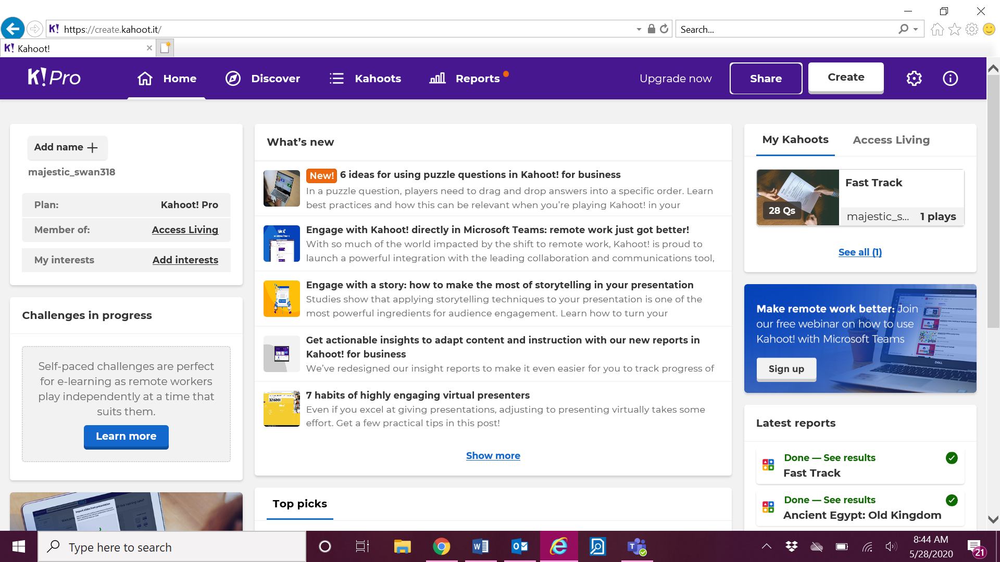 https://create.kahoot.it/
Search...
K! Kahoot!
K! Pro
Home
Discover
Kahoots
Reports
Upgrade now
Share
Create
Add name
majestic_swan318
Plan: Kahoot! Pro
Member of: Access Living
My interests Add interests
Challenges in progress
Self-paced challenges are perfect
for e-learning as remote workers
play independently at a time that
suits them.
Learn more
What's new
New! 6 ideas for using puzzle questions in Kahoot! for business
In a puzzle question, players need to drag and drop answers into a specific order. Learn
best practices and how this can be relevant when you're playing Kahoot! in your
Engage with Kahoot! directly in Microsoft Teams: remote work just got better!
With so much of the world impacted by the shift to remote work, Kahoot! is proud to
launch a powerful integration with the leading collaboration and communications tool,
Engage with a story: how to make the most of storytelling in your presentation
Studies show that applying storytelling techniques to your presentation is one of the
most powerful ingredients for audience engagement. Learn how to turn your
Get actionable insights to adapt content and instruction with our new reports in
Kahoot! for business
We've redesigned our insight reports to make it even easier for you to track progress of
3216801
7 habits of highly engaging virtual presenters
Even if you excel at giving presentations, adjusting to presenting virtually takes some
effort. Get a few practical tips in this post!
Show more
Top picks
My Kahoots
Access Living
Fast Track
28 Qs
majestic_s... 1 plays
See all (1)
Make remote work better: Join
our free webinar on how to use
Kahoot! with Microsoft Teams
Sign up
DELL
Latest reports
Done — See results
Fast Track
Done — See results
Ancient Egypt: Old Kingdom
Import slides from presentation
Type here to search
8:44 AM
5/28/2020
21